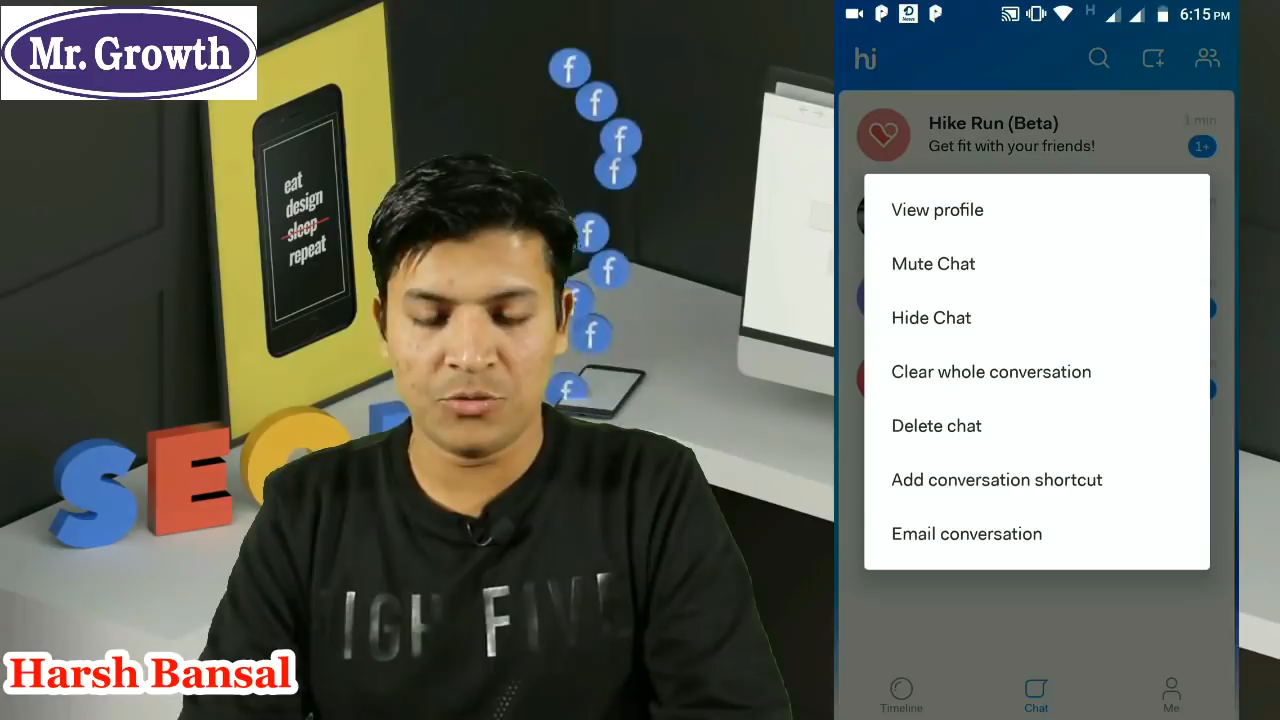 Mr. Growth
eat
design
sleep
repeat
SEO
IGH FIVE
Harsh Bansal
6:15 PM
hi
Hike Run (Beta)
1 min
Get fit with your friends!
1+
View profile
Mute Chat
Hide Chat
Clear whole conversation
Delete chat
Add conversation shortcut
Email conversation
Timeline
Chat
Me